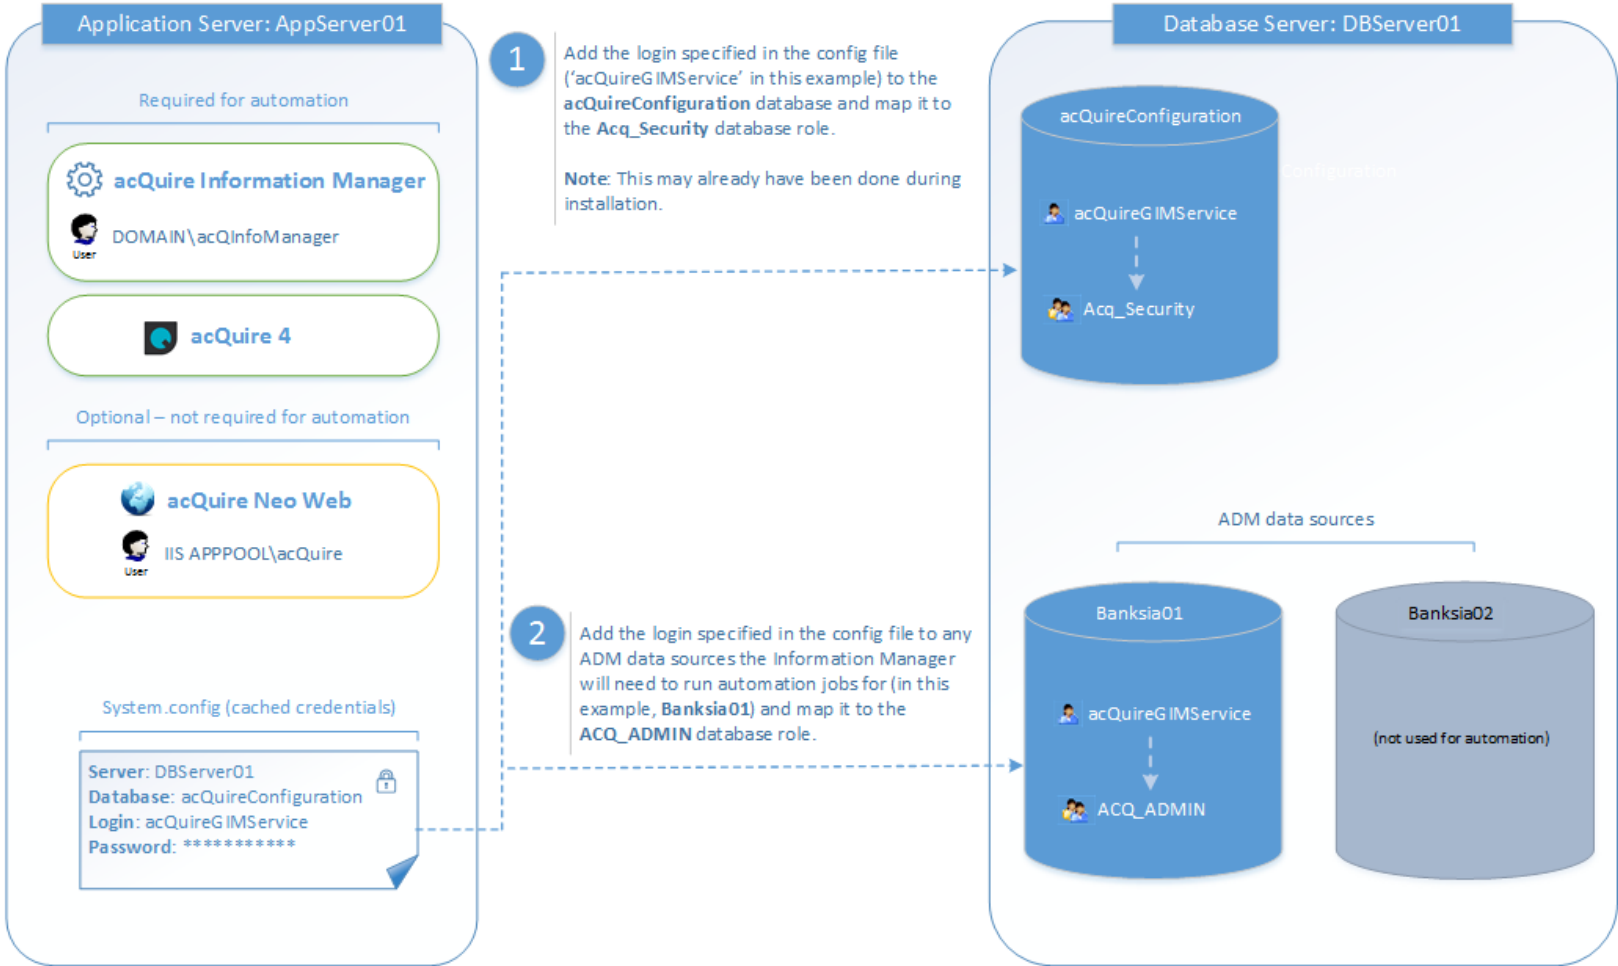 Application Server: AppServer01
Required for automation
acQuire Information Manager
User
DOMAIN\acQInfoManager
acQuire 4
Optional – not required for automation
acQuire Neo Web
User
IIS APPPOOL\acQuire
System.config (cached credentials)
Server: DBServer01
Database: acQuireConfiguration
Login: acQuireGIMService
Password: ***********
1
Add the login specified in the config file
('acQuireGIMService' in this example) to the
acQuireConfiguration database and map it to
the Acq_Security database role.
Note: This may already have been done during
installation.
2
Add the login specified in the config file to any
ADM data sources the Information Manager
will need to run automation jobs for (in this
example, Banksia01) and map it to the
ACQ_ADMIN database role.
Database Server: DBServer01
acQuireConfiguration
Configuration
acQuireGIMService
Acq_Security
ADM data sources
Banksia01
acQuireGIMService
ACQ_ADMIN
Banksia02
(not used for automation)